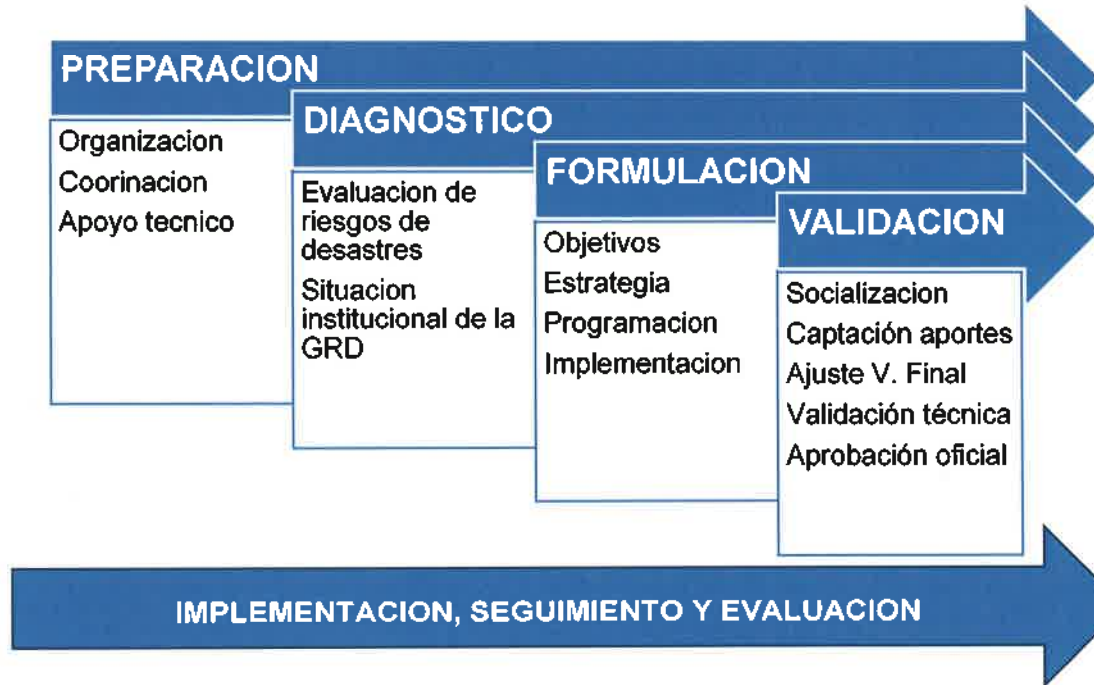 PREPARACION
Organizacion
Coorinacion
Apoyo tecnico
DIAGNOSTICO
Evaluacion de
riesgos de
desastres
Situacion
institucional de la
GRD
FORMULACION
Objetivos
Estrategia
Programacion
Implementacion
VALIDACION
Socializacion
Captación aportes
Ajuste V. Final
Validación técnica
Aprobación oficial
IMPLEMENTACION, SEGUIMIENTO Y EVALUACION